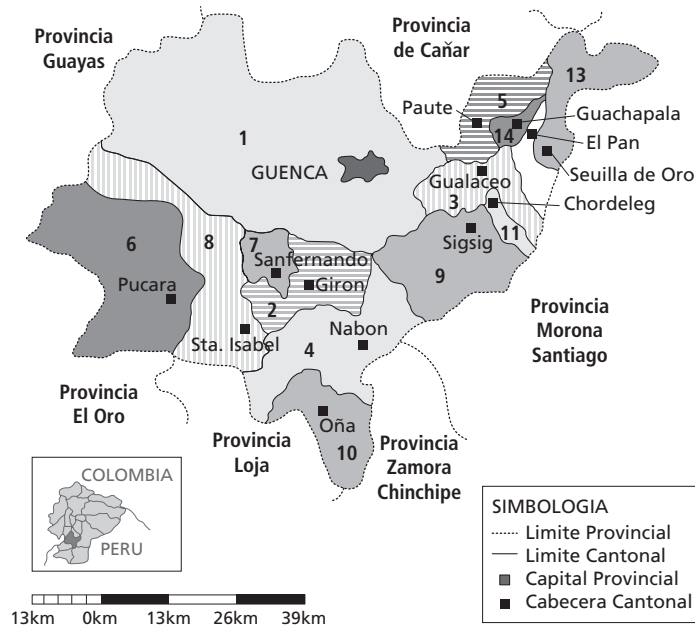 Provincia
Guayas
Provincia
de Cañar
13
5
Paute
Guachapala
14
El Pan
1
GUENCA
Seuilla de Oro
Gualaceo
Chordeleg
3
11
6
8
7
Sanfernando
Sigsig
9
Pucara
Giron
2
Sta. Isabel
Nabon
4
Provincia
Morona
Santiago
Provincia
El Oro
Oña
10
Provincia
Loja
Provincia
Zamora
Chinchipe
COLOMBIA
PERU
SIMBOLOGIA
Limite Provincial
Limite Cantonal
Capital Provincial
Cabecera Cantonal
13km 0km 13km 26km 39km